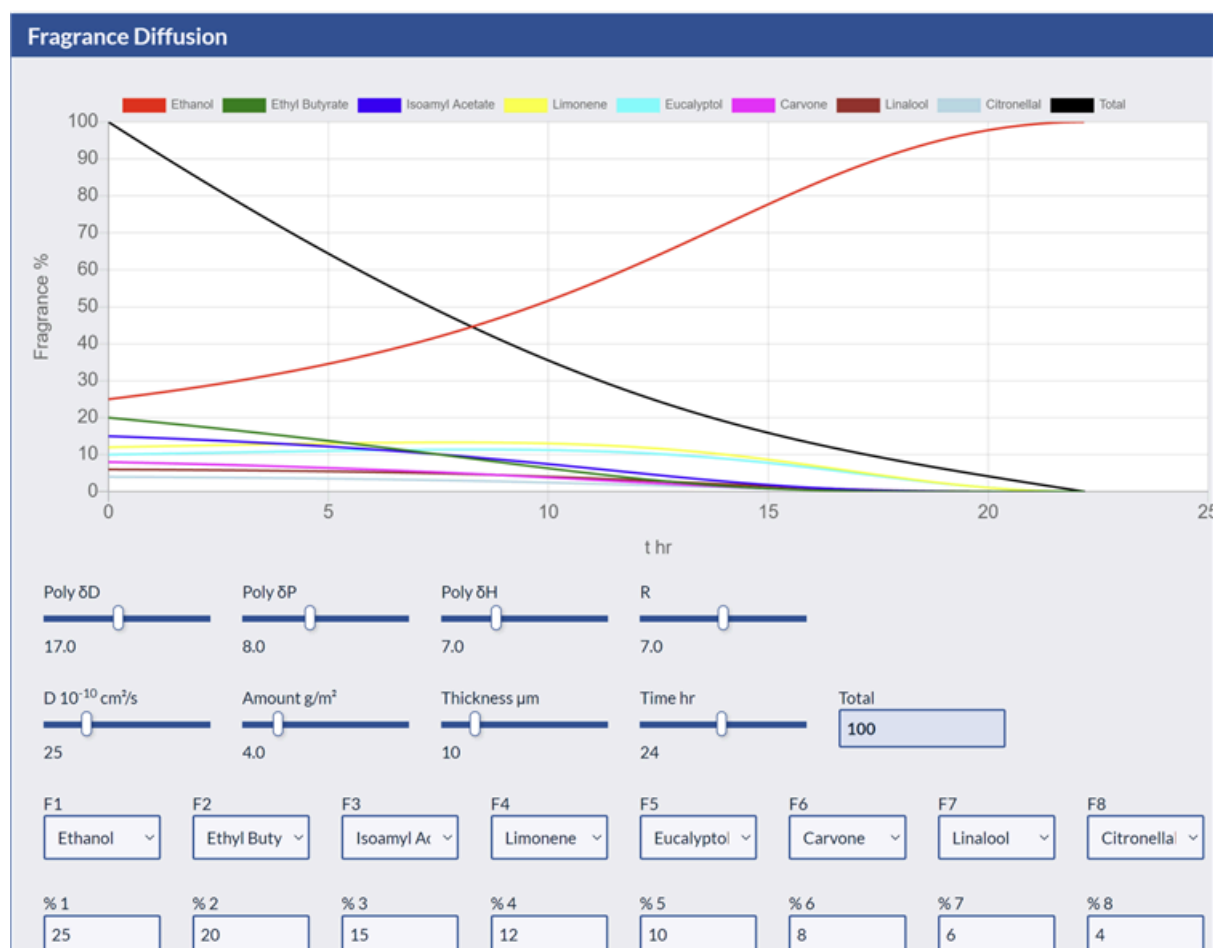 Fragrance Diffusion
Ethanol Ethyl Butyrate Isoamyl Acetate Limonene Eucalyptol Carvone Linalool Citronellal Total
100
90
80
70
60
50
40
30
20
10
0
Fragrance %
0 5 10 15 20 25
t hr
Poly δD Poly δP Poly δH R
17.0 8.0 7.0 7.0
D 10⁻¹⁰ cm²/s Amount g/m² Thickness µm Time hr Total
100
25 4.0 10 24
F1 F2 F3 F4 F5 F6 F7 F8
Ethanol Ethyl Buty Isoamyl Ac Limonene Eucalyptol Carvone Linalool Citronella
% 1 % 2 % 3 % 4 % 5 % 6 % 7 % 8
25 20 15 12 10 8 6 4